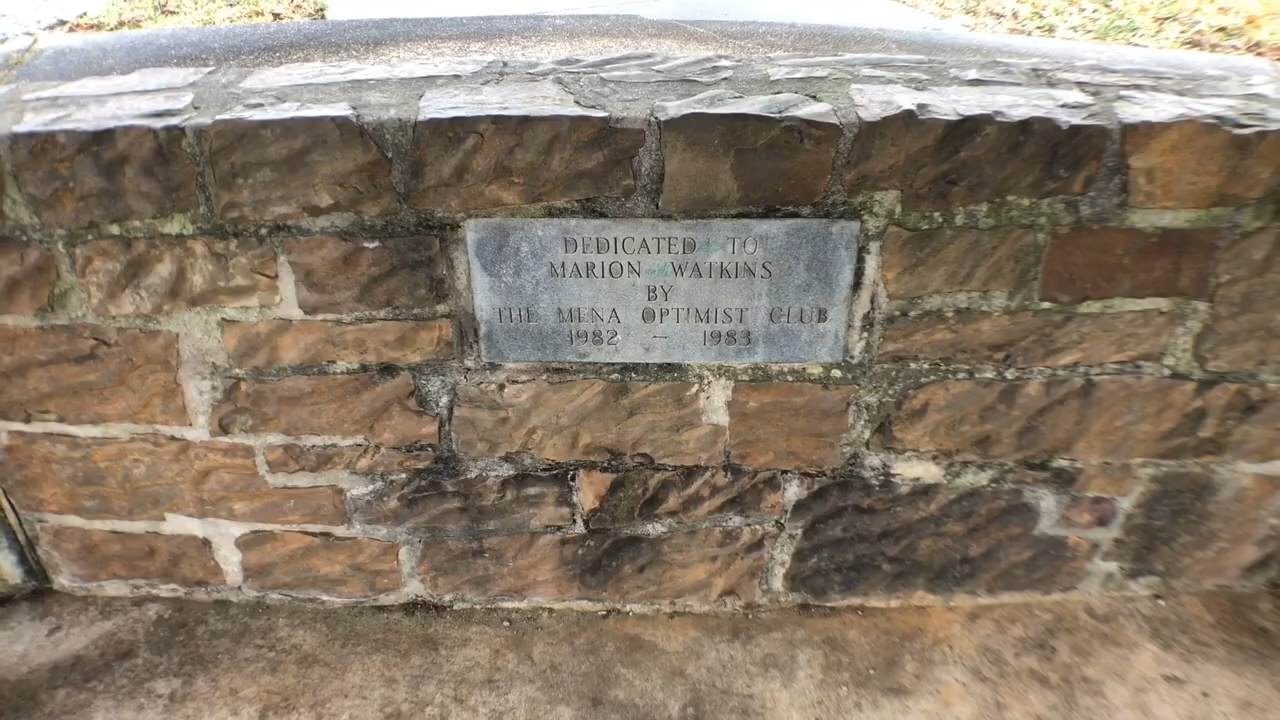 DEDICATED TO
MARION WATKINS
BY
THE MENA OPTIMIST CLUB
1982 – 1983